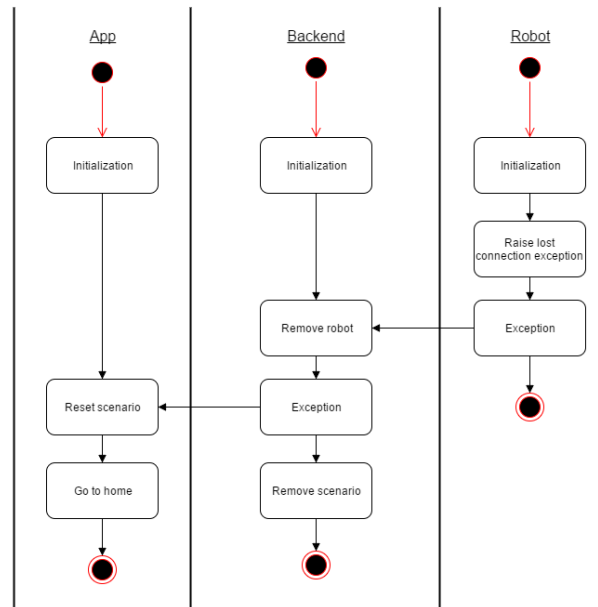 App
Backend
Robot
Initialization
Initialization
Initialization
Raise lost
connection exception
Remove robot
Exception
Reset scenario
Exception
Go to home
Remove scenario